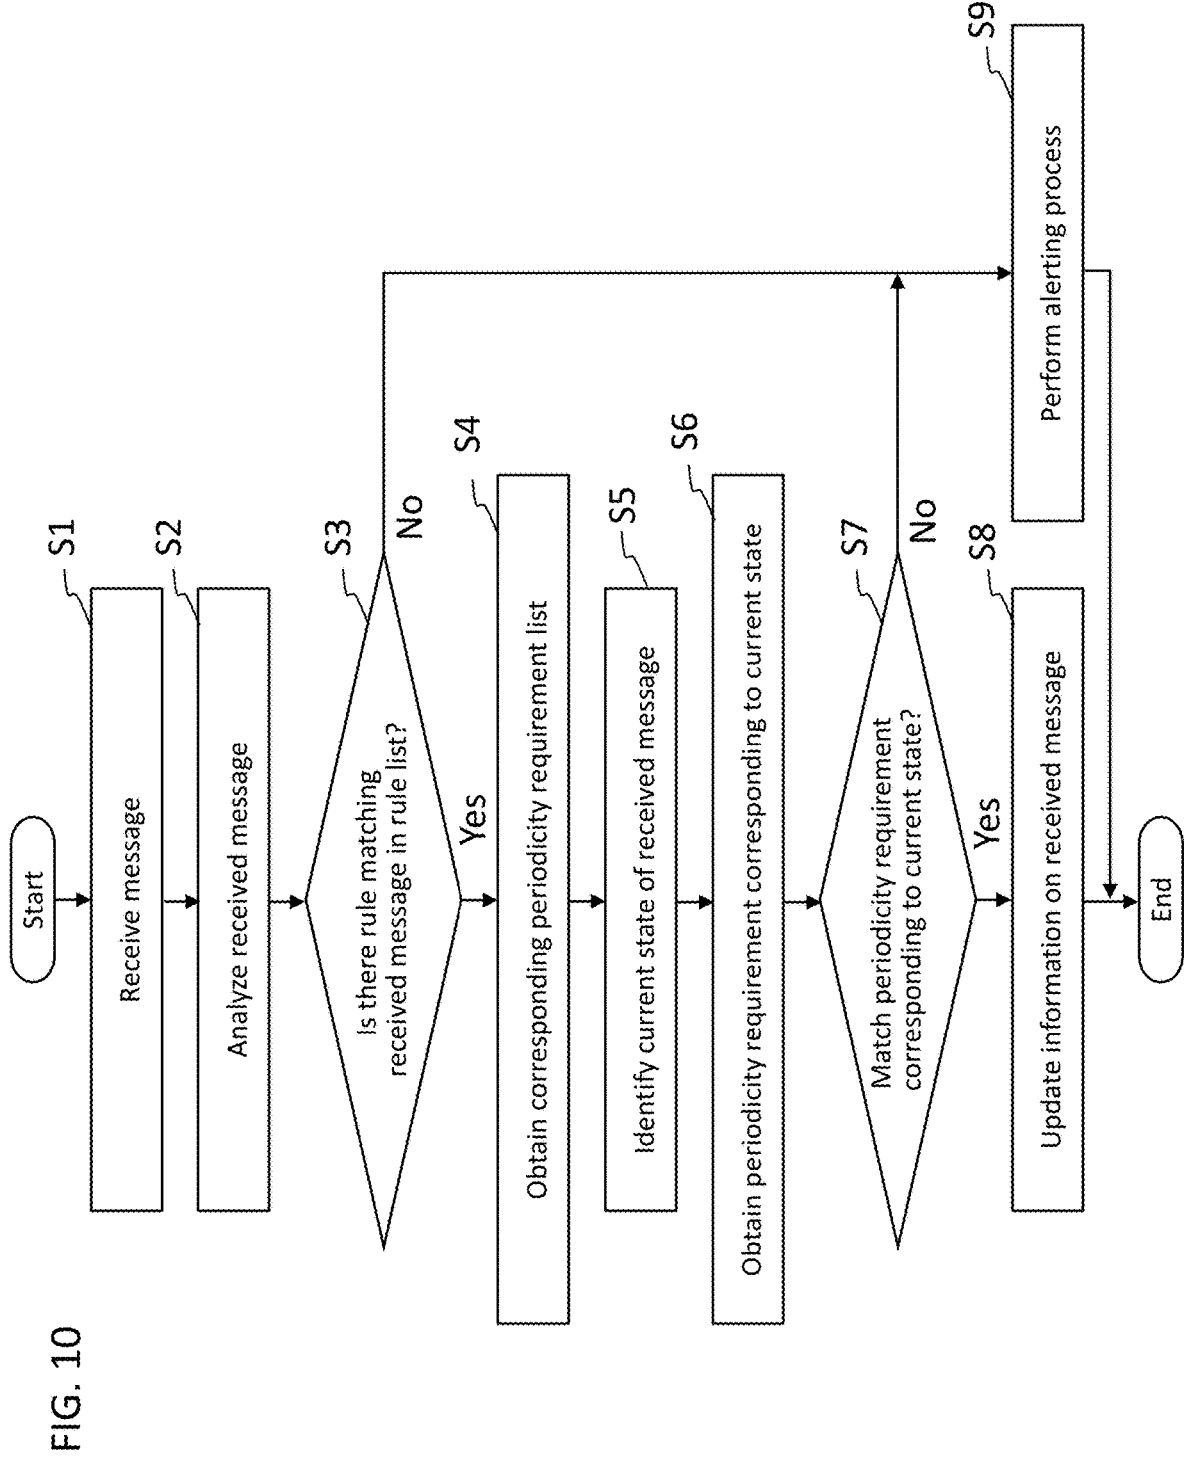 FIG. 10
Start
S1
Receive message
S2
Analyze received message
S3
Is there rule matching
received message in rule list?
No
Yes
S4
Obtain corresponding periodicity requirement list
S5
Identify current state of received message
S6
Obtain periodicity requirement corresponding to current state
S7
Match periodicity requirement
corresponding to current state?
No
Yes
S8
Update information on received message
S9
Perform alerting process
End